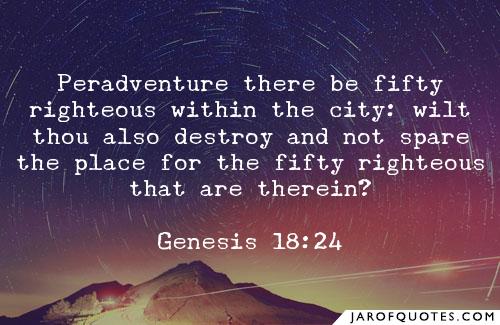 Peradventure there be fifty
righteous within the city: wilt
thou also destroy and not spare
the place for the fifty righteous
that are therein?
Genesis 18:24
JAROFQUOTES.COM